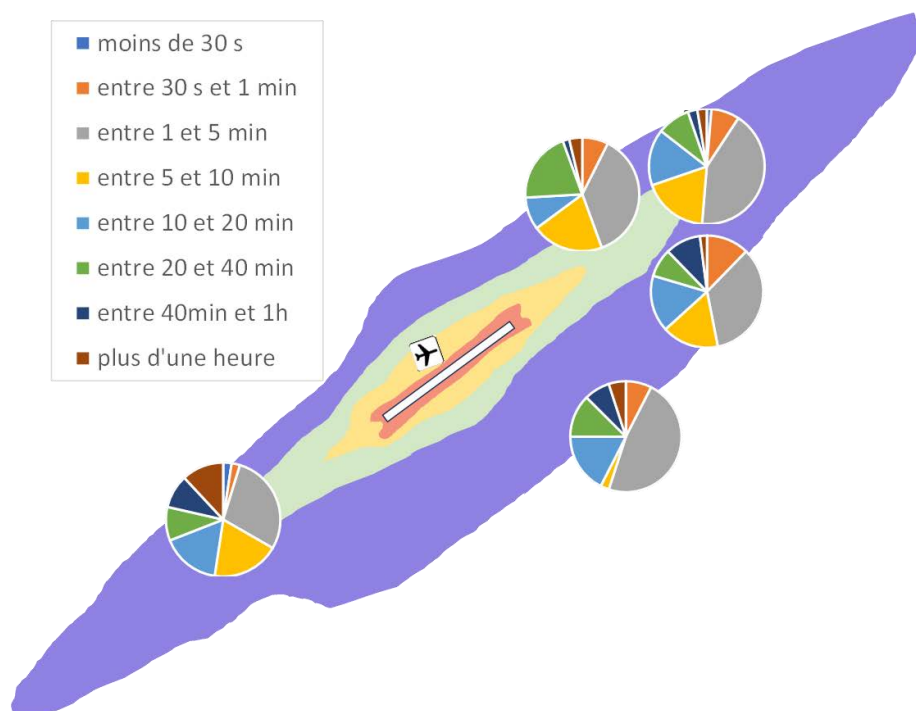 moins de 30 s
entre 30 s et 1 min
entre 1 et 5 min
entre 5 et 10 min
entre 10 et 20 min
entre 20 et 40 min
entre 40min et 1h
plus d'une heure